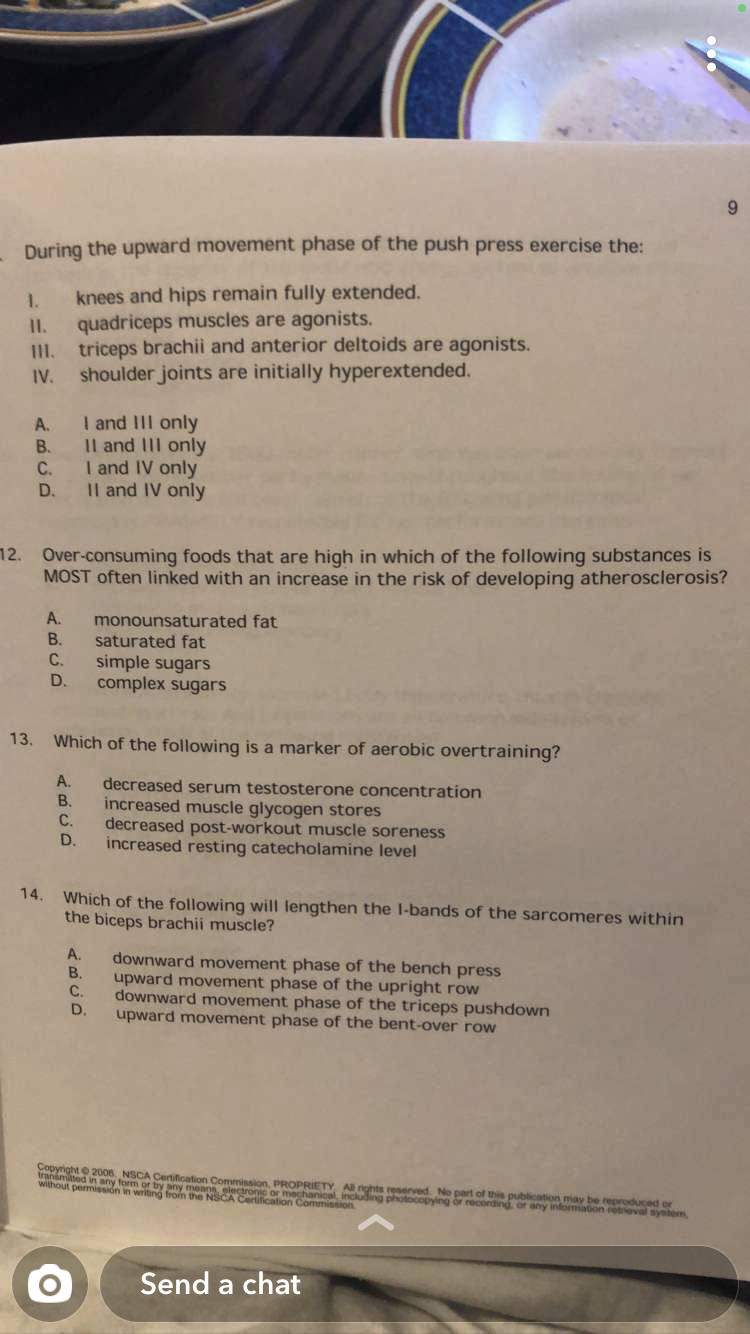 9
During the upward movement phase of the push press exercise the:
I. knees and hips remain fully extended.
II. quadriceps muscles are agonists.
III. triceps brachii and anterior deltoids are agonists.
IV. shoulder joints are initially hyperextended.
A. I and III only
B. II and III only
C. I and IV only
D. II and IV only
12. Over-consuming foods that are high in which of the following substances is
MOST often linked with an increase in the risk of developing atherosclerosis?
A. monounsaturated fat
B. saturated fat
C. simple sugars
D. complex sugars
13. Which of the following is a marker of aerobic overtraining?
A. decreased serum testosterone concentration
B. increased muscle glycogen stores
C. decreased post-workout muscle soreness
D. increased resting catecholamine level
14. Which of the following will lengthen the I-bands of the sarcomeres within
the biceps brachii muscle?
A. downward movement phase of the bench press
B. upward movement phase of the upright row
C. downward movement phase of the triceps pushdown
D. upward movement phase of the bent-over row
Copyright © 2006. NSCA Certification Commission, PROPRIETY. All rights reserved. No part of this publication may be reproduced or
transmitted in any form or by any means, electronic or mechanical, including photocopying or recording, or any information retrieval system,
without permission in writing from the NSCA Certification Commission.
Send a chat